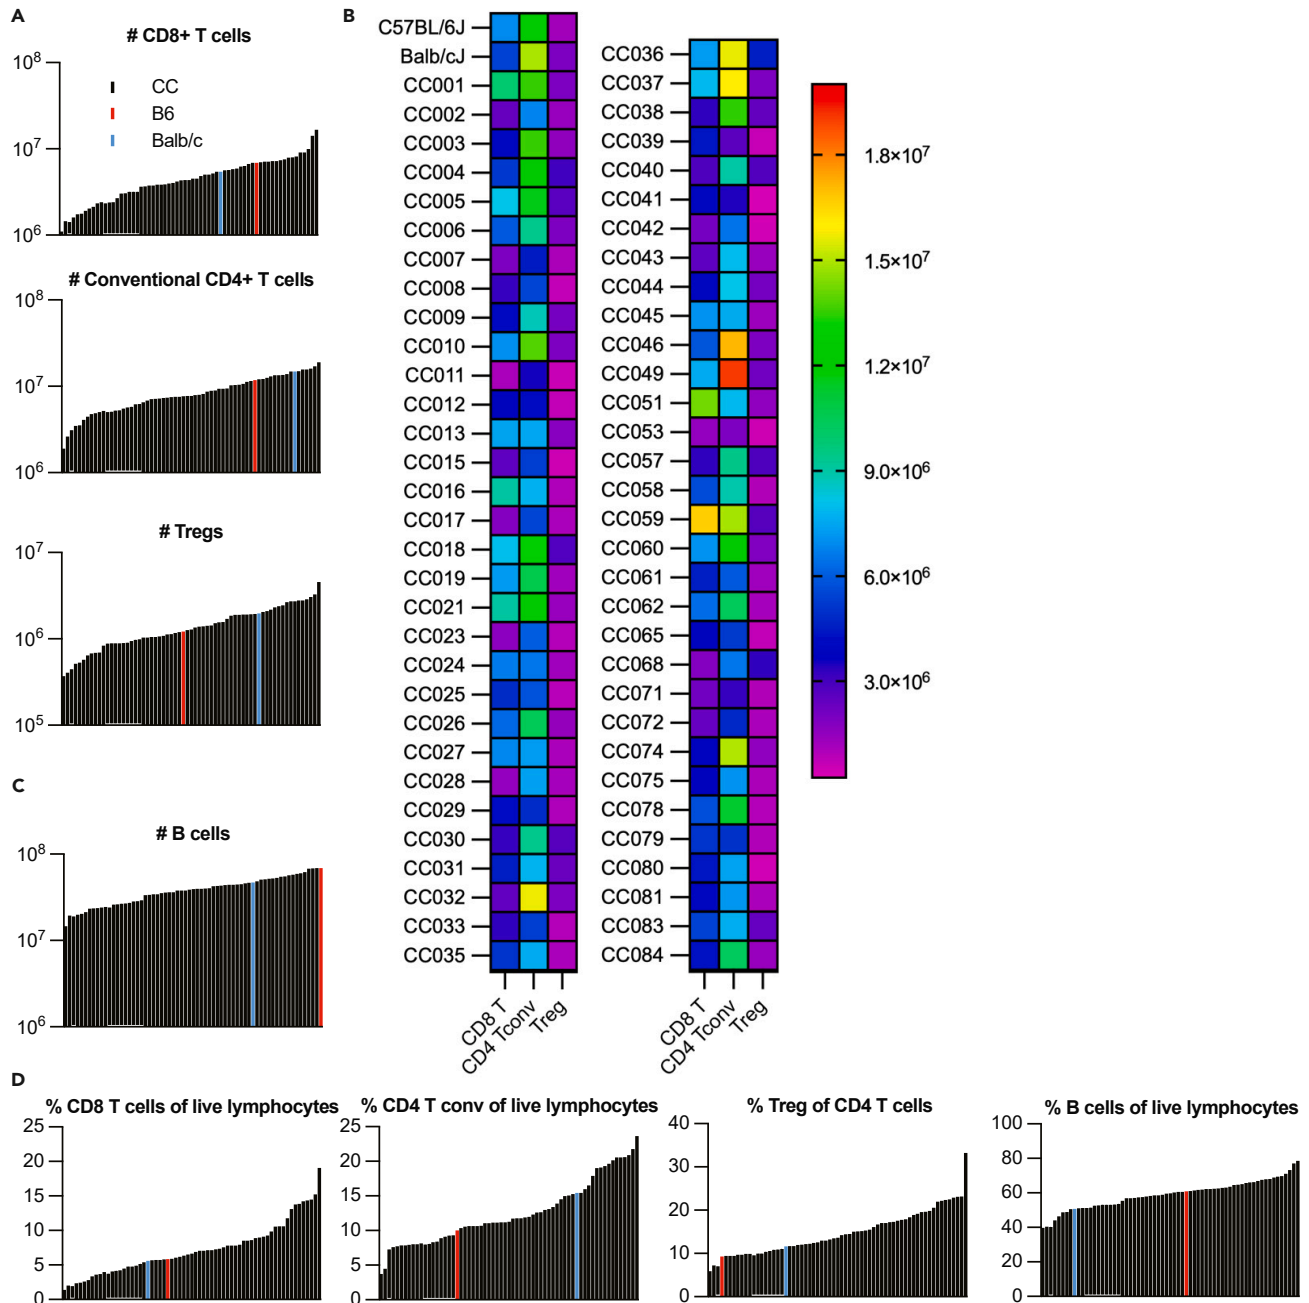 A
# CD8+ T cells
10^8
10^7
10^6
CC
B6
Balb/c
# Conventional CD4+ T cells
10^8
10^7
10^6
# Tregs
10^7
10^6
10^5
B
C57BL/6J
Balb/cJ
CC001
CC002
CC003
CC004
CC005
CC006
CC007
CC008
CC009
CC010
CC011
CC012
CC013
CC015
CC016
CC017
CC018
CC019
CC021
CC023
CC024
CC025
CC026
CC027
CC028
CC029
CC030
CC031
CC032
CC033
CC035
CD8 T
CD4 Tconv
Treg
CC036
CC037
CC038
CC039
CC040
CC041
CC042
CC043
CC044
CC045
CC046
CC049
CC051
CC053
CC057
CC058
CC059
CC060
CC061
CC062
CC065
CC068
CC071
CC072
CC074
CC075
CC078
CC079
CC080
CC081
CC083
CC084
CD8 T
CD4 Tconv
Treg
1.8×10^7
1.5×10^7
1.2×10^7
9.0×10^6
6.0×10^6
3.0×10^6
C
# B cells
10^8
10^7
10^6
D
% CD8 T cells of live lymphocytes
25
20
15
10
5
0
% CD4 T conv of live lymphocytes
25
20
15
10
5
0
% Treg of CD4 T cells
40
30
20
10
0
% B cells of live lymphocytes
100
80
60
40
20
0